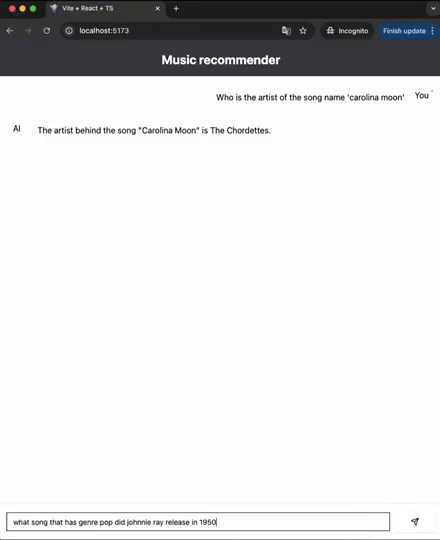 Vite + React + TS
localhost:5173
Incognito
Finish update
Music recommender
Who is the artist of the song name 'carolina moon'
You
AI
The artist behind the song "Carolina Moon" is The Chordettes.
what song that has genre pop did johnnie ray release in 1950